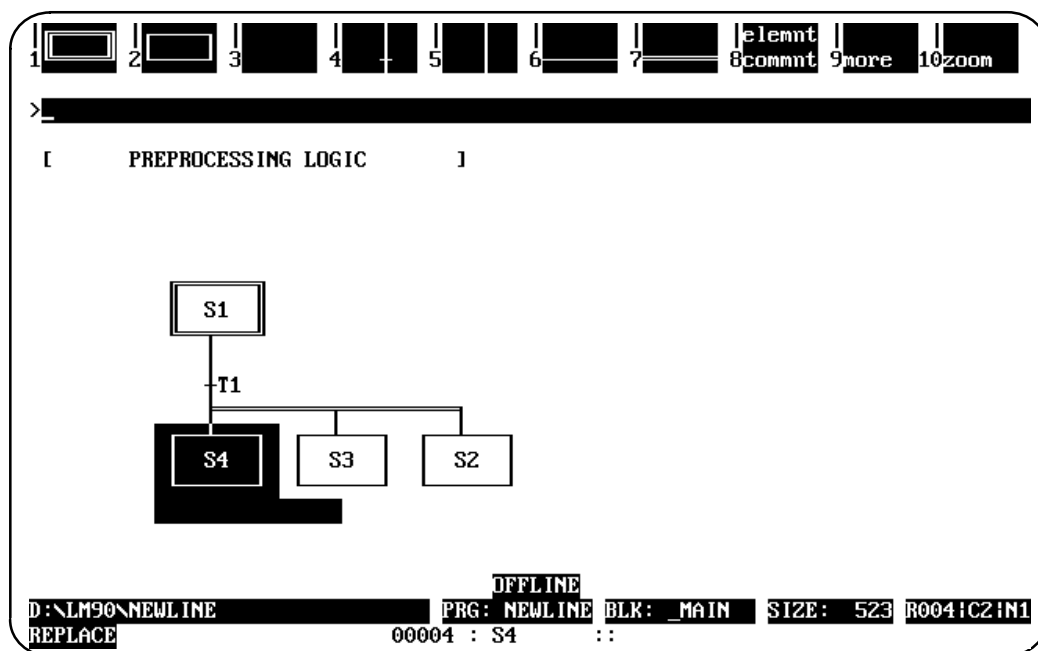 elemnt
1 2 3 4 5 6 7 8commnt 9more 10zoom
>_
[ PREPROCESSING LOGIC ]
S1
T1
S4 S3 S2
OFFLINE
D:\LM90\NEWLINE PRG: NEWLINE BLK: _MAIN SIZE: 523 R004|C2|N1
REPLACE 00004 : S4 ::